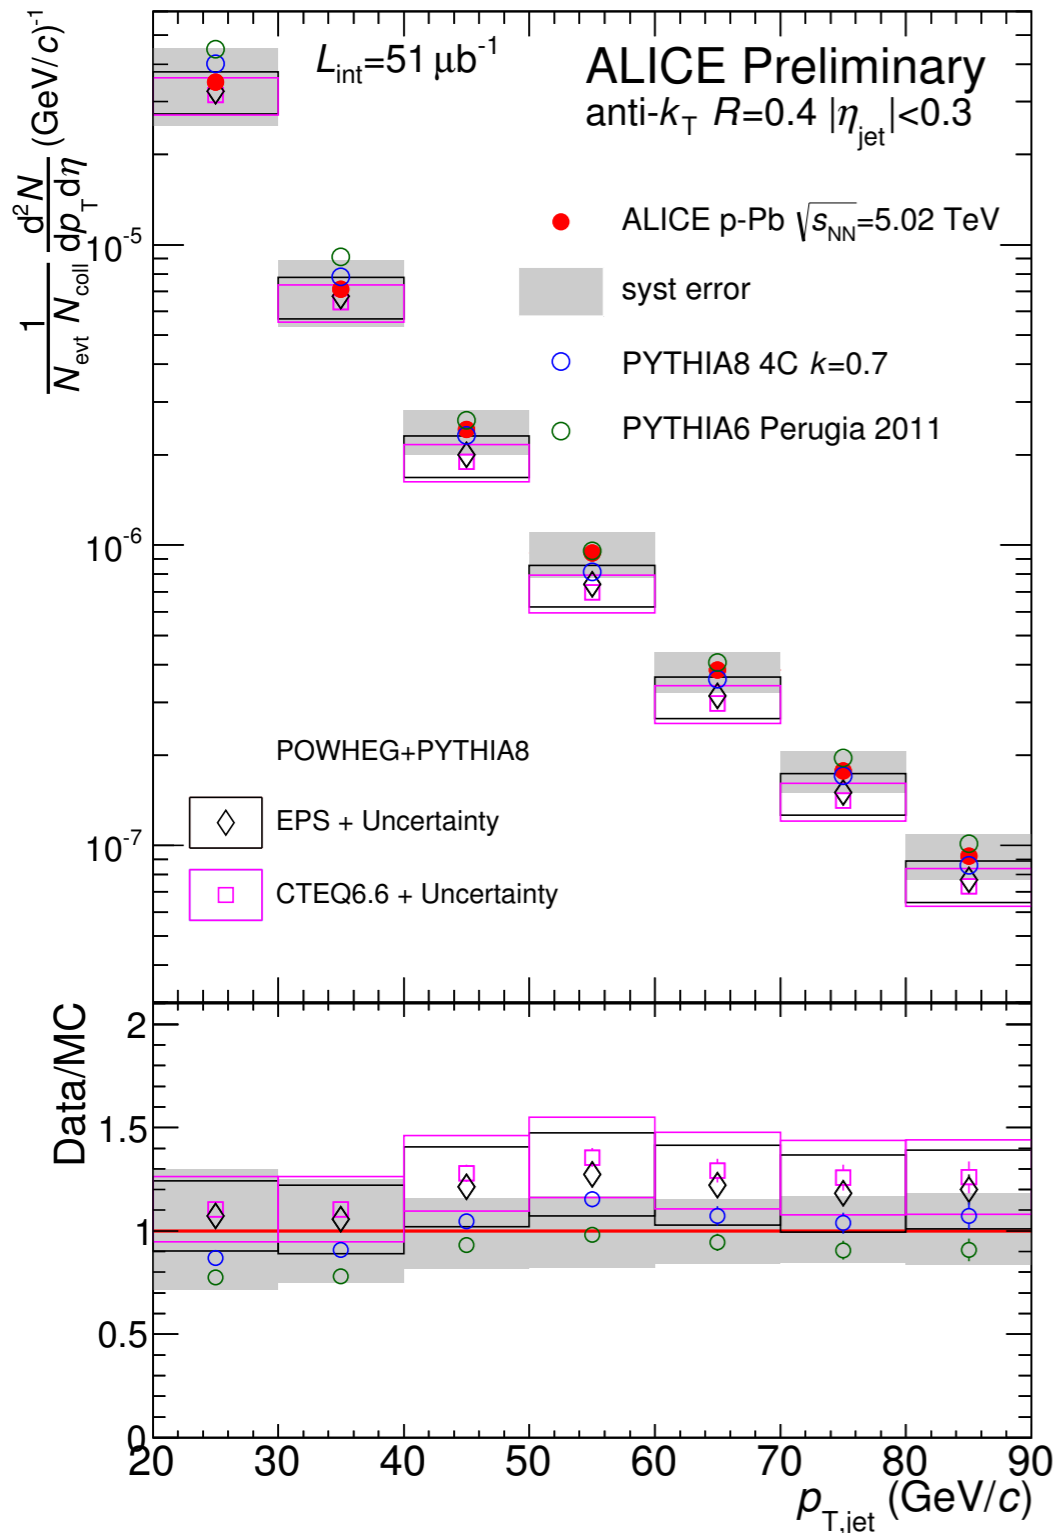 L_int=51 μb⁻¹
ALICE Preliminary
anti-k_T R=0.4 |η_jet|<0.3
1/(N_evt N_coll) d²N/(dp_T dη) (GeV/c)⁻¹
ALICE p-Pb √s_NN=5.02 TeV
syst error
PYTHIA8 4C k=0.7
PYTHIA6 Perugia 2011
10⁻⁵
10⁻⁶
10⁻⁷
POWHEG+PYTHIA8
EPS + Uncertainty
CTEQ6.6 + Uncertainty
Data/MC
2
1.5
1
0.5
0
20 30 40 50 60 70 80 90
p_T,jet (GeV/c)